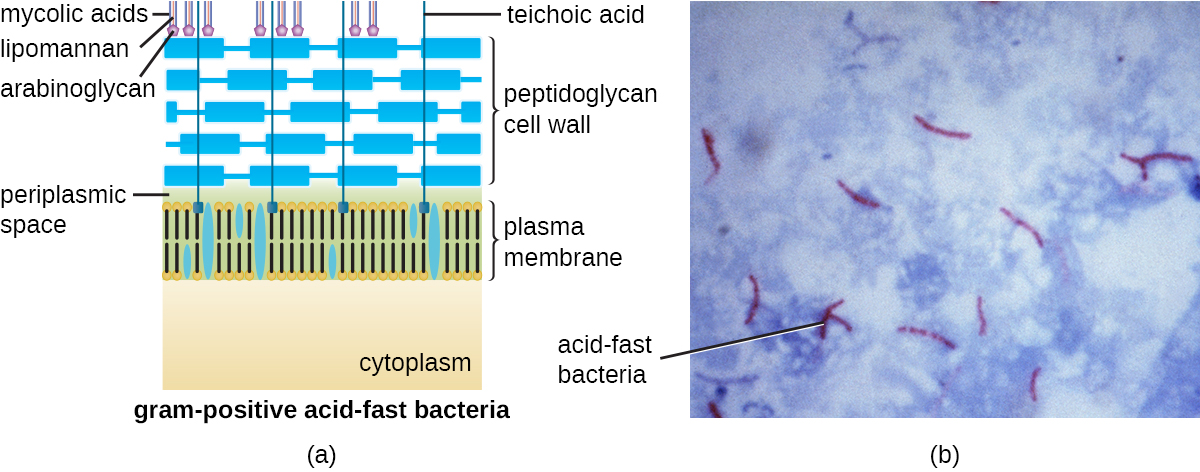 mycolic acids
lipomannan
arabinoglycan
teichoic acid
peptidoglycan
cell wall
periplasmic
space
plasma
membrane
cytoplasm
gram-positive acid-fast bacteria
(a)
acid-fast
bacteria
(b)